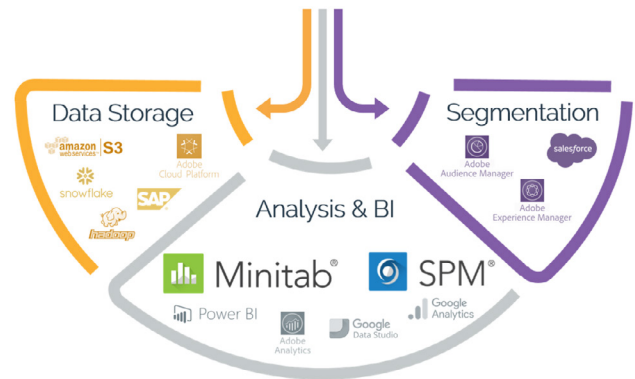 Data Storage
amazon
webservices
S3
Adobe
Cloud Platform
snowflake
SAP
hadoop
Segmentation
Adobe
Audience Manager
salesforce
Adobe
Experience Manager
Analysis & BI
Minitab®
SPM®
Power BI
Adobe
Analytics
Google
Data Studio
Google
Analytics